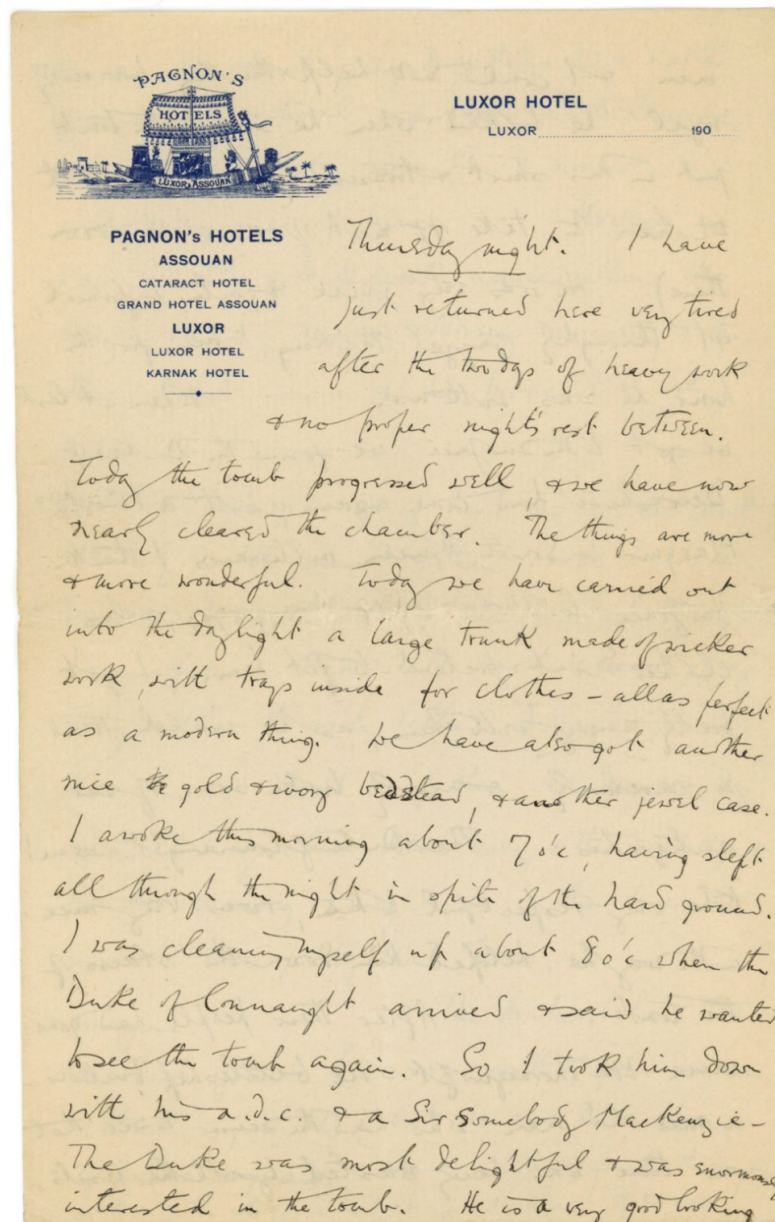 PAGNON'S
HOTELS
LUXOR & ASSOUAN
LUXOR HOTEL
LUXOR 190
PAGNON's HOTELS
ASSOUAN
CATARACT HOTEL
GRAND HOTEL ASSOUAN
LUXOR
LUXOR HOTEL
KARNAK HOTEL
Thursday night. I have
just returned here very tired
after the two days of heavy work
& no proper night's rest between.
Today the tomb progressed well, & we have now
nearly cleared the chamber. The things are more
& more wonderful. Today we have carried out
into the daylight a large trunk made of wicker
work, with trays inside for clothes – all as perfect
as a modern thing. We have also got another
nice gold & ivory bedstead, & another jewel case.
I awoke this morning about 7 o'c, having slept
all through the night in spite of the hard ground.
I was cleaning myself up about 8 o'c when the
Duke of Connaught arrived & said he wanted
to see the tomb again. So I took him down
with his a.d.c. & a Sir Somebody Mackenzie –
The Duke was most delightful & was enormously
interested in the tomb. He is a very good looking